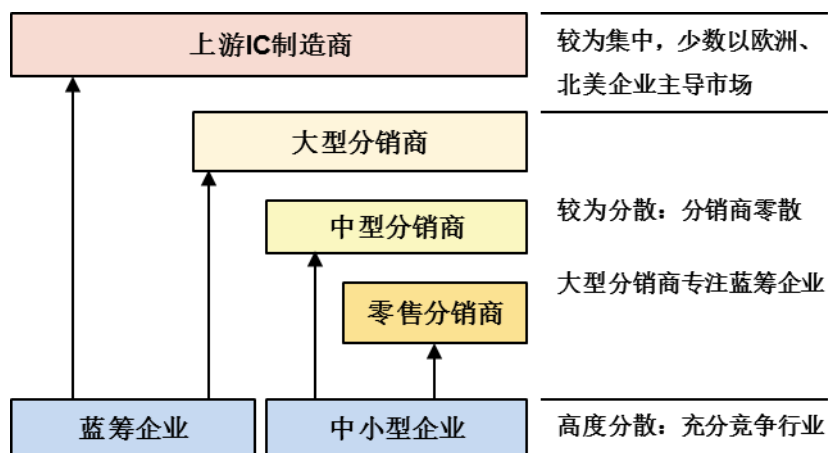 上游IC制造商
较为集中，少数以欧洲、
北美企业主导市场
大型分销商
中型分销商
较为分散：分销商零散
零售分销商
大型分销商专注蓝筹企业
蓝筹企业
中小型企业
高度分散：充分竞争行业